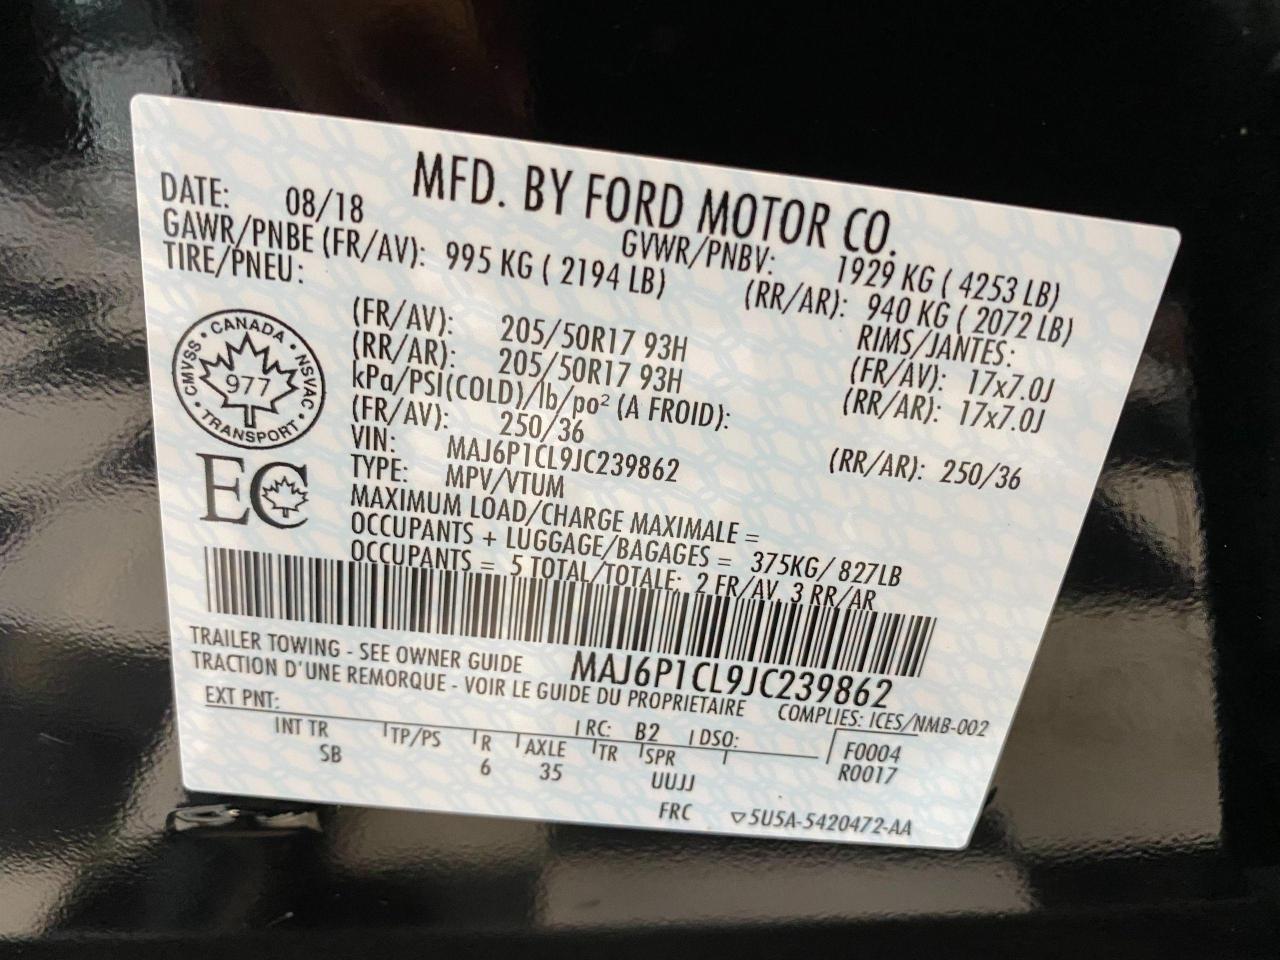 MFD. BY FORD MOTOR CO.
DATE: 08/18 GVWR/PNBV: 1929 KG ( 4253 LB)
GAWR/PNBE (FR/AV): 995 KG ( 2194 LB) (RR/AR): 940 KG ( 2072 LB)
TIRE/PNEU: RIMS/JANTES:
(FR/AV): 205/50R17 93H (FR/AV): 17x7.0J
(RR/AR): 205/50R17 93H (RR/AR): 17x7.0J
kPa/PSI(COLD)/lb/po² (A FROID):
(FR/AV): 250/36 (RR/AR): 250/36
VIN: MAJ6P1CL9JC239862
TYPE: MPV/VTUM
MAXIMUM LOAD/CHARGE MAXIMALE =
OCCUPANTS + LUGGAGE/BAGAGES = 375KG/ 827LB
OCCUPANTS = 5 TOTAL/TOTALE: 2 FR/AV, 3 RR/AR
CMVSS • CANADA • NSVAC • TRANSPORT •
977
EC
MAJ6P1CL9JC239862
TRAILER TOWING - SEE OWNER GUIDE
TRACTION D'UNE REMORQUE - VOIR LE GUIDE DU PROPRIETAIRE
COMPLIES: ICES/NMB-002
EXT PNT: RC: B2 DSO: F0004
INT TR TP/PS R AXLE TR SPR R0017
SB 6 35 UUJJ
FRC ▽5U5A-5420472-AA